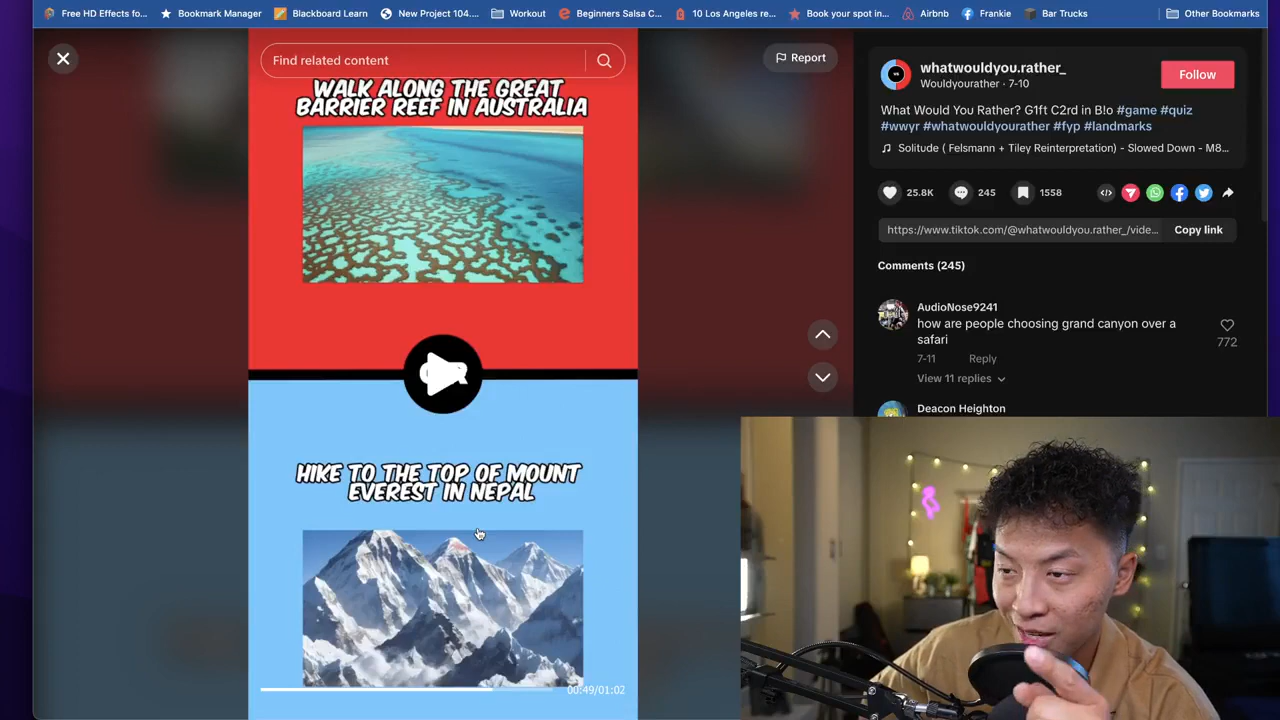 Free HD Effects fo...
Bookmark Manager
Blackboard Learn
New Project 104....
Workout
Beginners Salsa C...
10 Los Angeles re...
Book your spot in...
Airbnb
Frankie
Bar Trucks
Other Bookmarks
Find related content
Report
WALK ALONG THE GREAT
BARRIER REEF IN AUSTRALIA
HIKE TO THE TOP OF MOUNT
EVEREST IN NEPAL
00:49/01:02
VS
whatwouldyou.rather_
Wouldyourather · 7-10
Follow
What Would You Rather? G1ft C2rd in BIo #game #quiz
#wwyr #whatwouldyourather #fyp #landmarks
Solitude ( Felsmann + Tiley Reinterpretation) - Slowed Down - M8...
25.8K
245
1558
https://www.tiktok.com/@whatwouldyou.rather_/vide...
Copy link
Comments (245)
AudioNose9241
how are people choosing grand canyon over a
safari
772
7-11
Reply
View 11 replies
Deacon Heighton